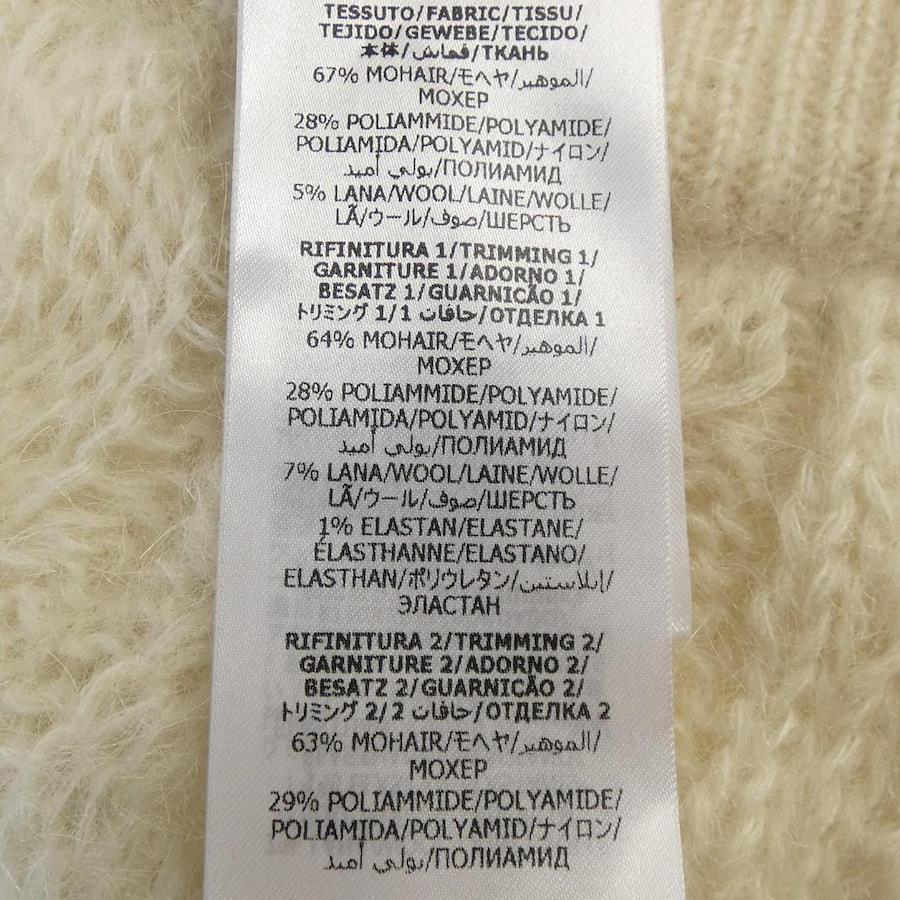 TESSUTO/FABRIC/TISSU/
TEJIDO/GEWEBE/TECIDO/
本体/قماش/ТКАНЬ
67% MOHAIR/モヘヤ/الموهير/
МОХЕР
28% POLIAMMIDE/POLYAMIDE/
POLIAMIDA/POLYAMID/ナイロン/
بولي أميد/ПОЛИАМИД
5% LANA/WOOL/LAINE/WOLLE/
LÃ/ウール/صوف/ШЕРСТЬ
RIFINITURA 1/TRIMMING 1/
GARNITURE 1/ADORNO 1/
BESATZ 1/GUARNICÃO 1/
トリミング 1/1 حافات/ОТДЕЛКА 1
64% MOHAIR/モヘヤ/الموهير/
МОХЕР
28% POLIAMMIDE/POLYAMIDE/
POLIAMIDA/POLYAMID/ナイロン/
بولي أميد/ПОЛИАМИД
7% LANA/WOOL/LAINE/WOLLE/
LÃ/ウール/صوف/ШЕРСТЬ
1% ELASTAN/ELASTANE/
ÉLASTHANNE/ELASTANO/
ELASTHAN/ポリウレタン/إيلاستين/
ЭЛАСТАН
RIFINITURA 2/TRIMMING 2/
GARNITURE 2/ADORNO 2/
BESATZ 2/GUARNICÃO 2/
トリミング 2/2 حافات/ОТДЕЛКА 2
63% MOHAIR/モヘヤ/الموهير/
МОХЕР
29% POLIAMMIDE/POLYAMIDE/
POLIAMIDA/POLYAMID/ナイロン/
بولي أميد/ПОЛИАМИД